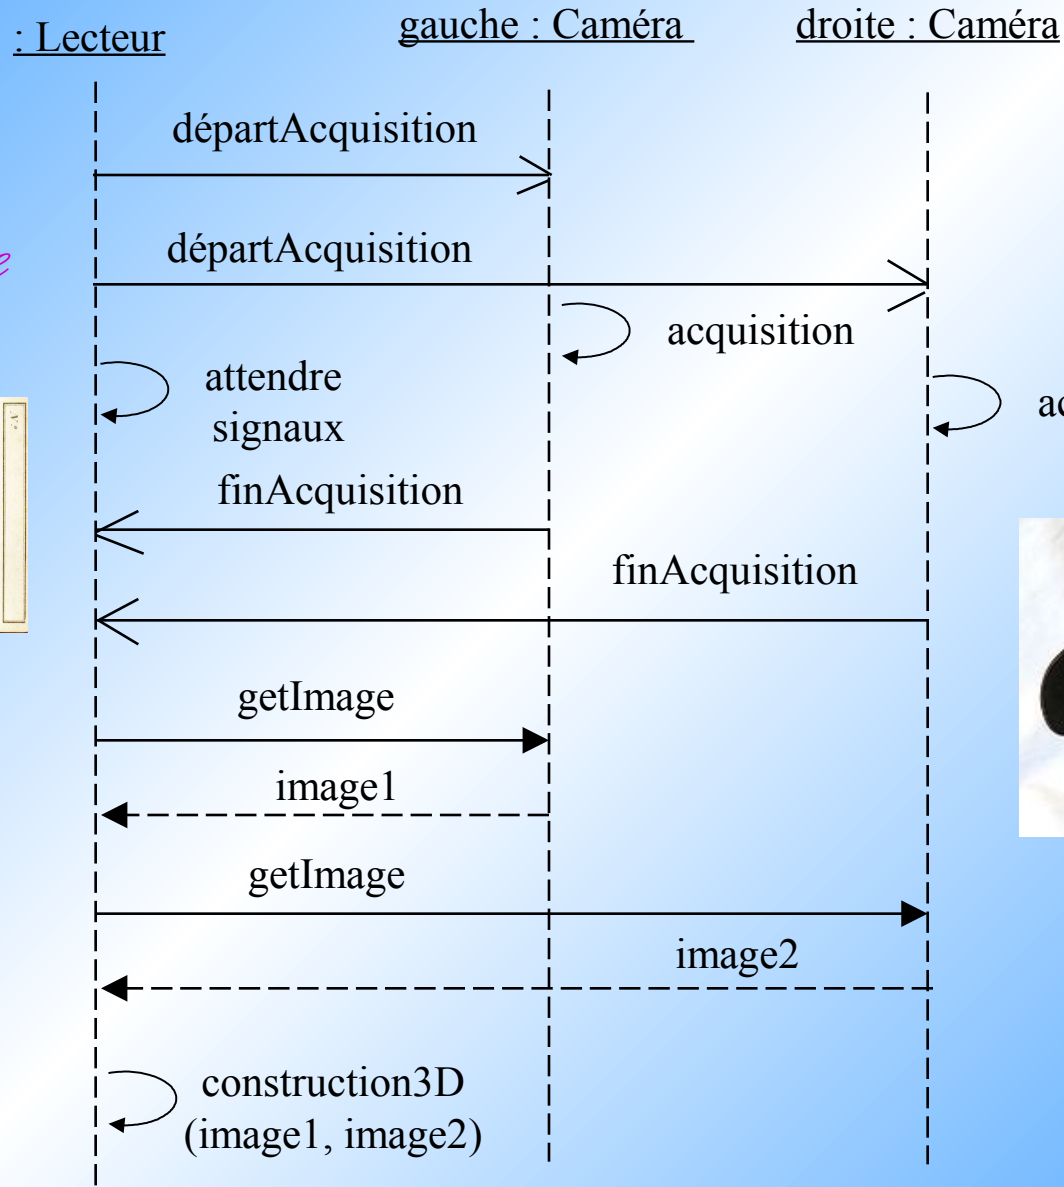 : Lecteur
gauche : Caméra
droite : Caméra
départAcquisition
départAcquisition
acquisition
attendre
signaux
finAcquisition
finAcquisition
getImage
image1
getImage
image2
construction3D
(image1, image2)